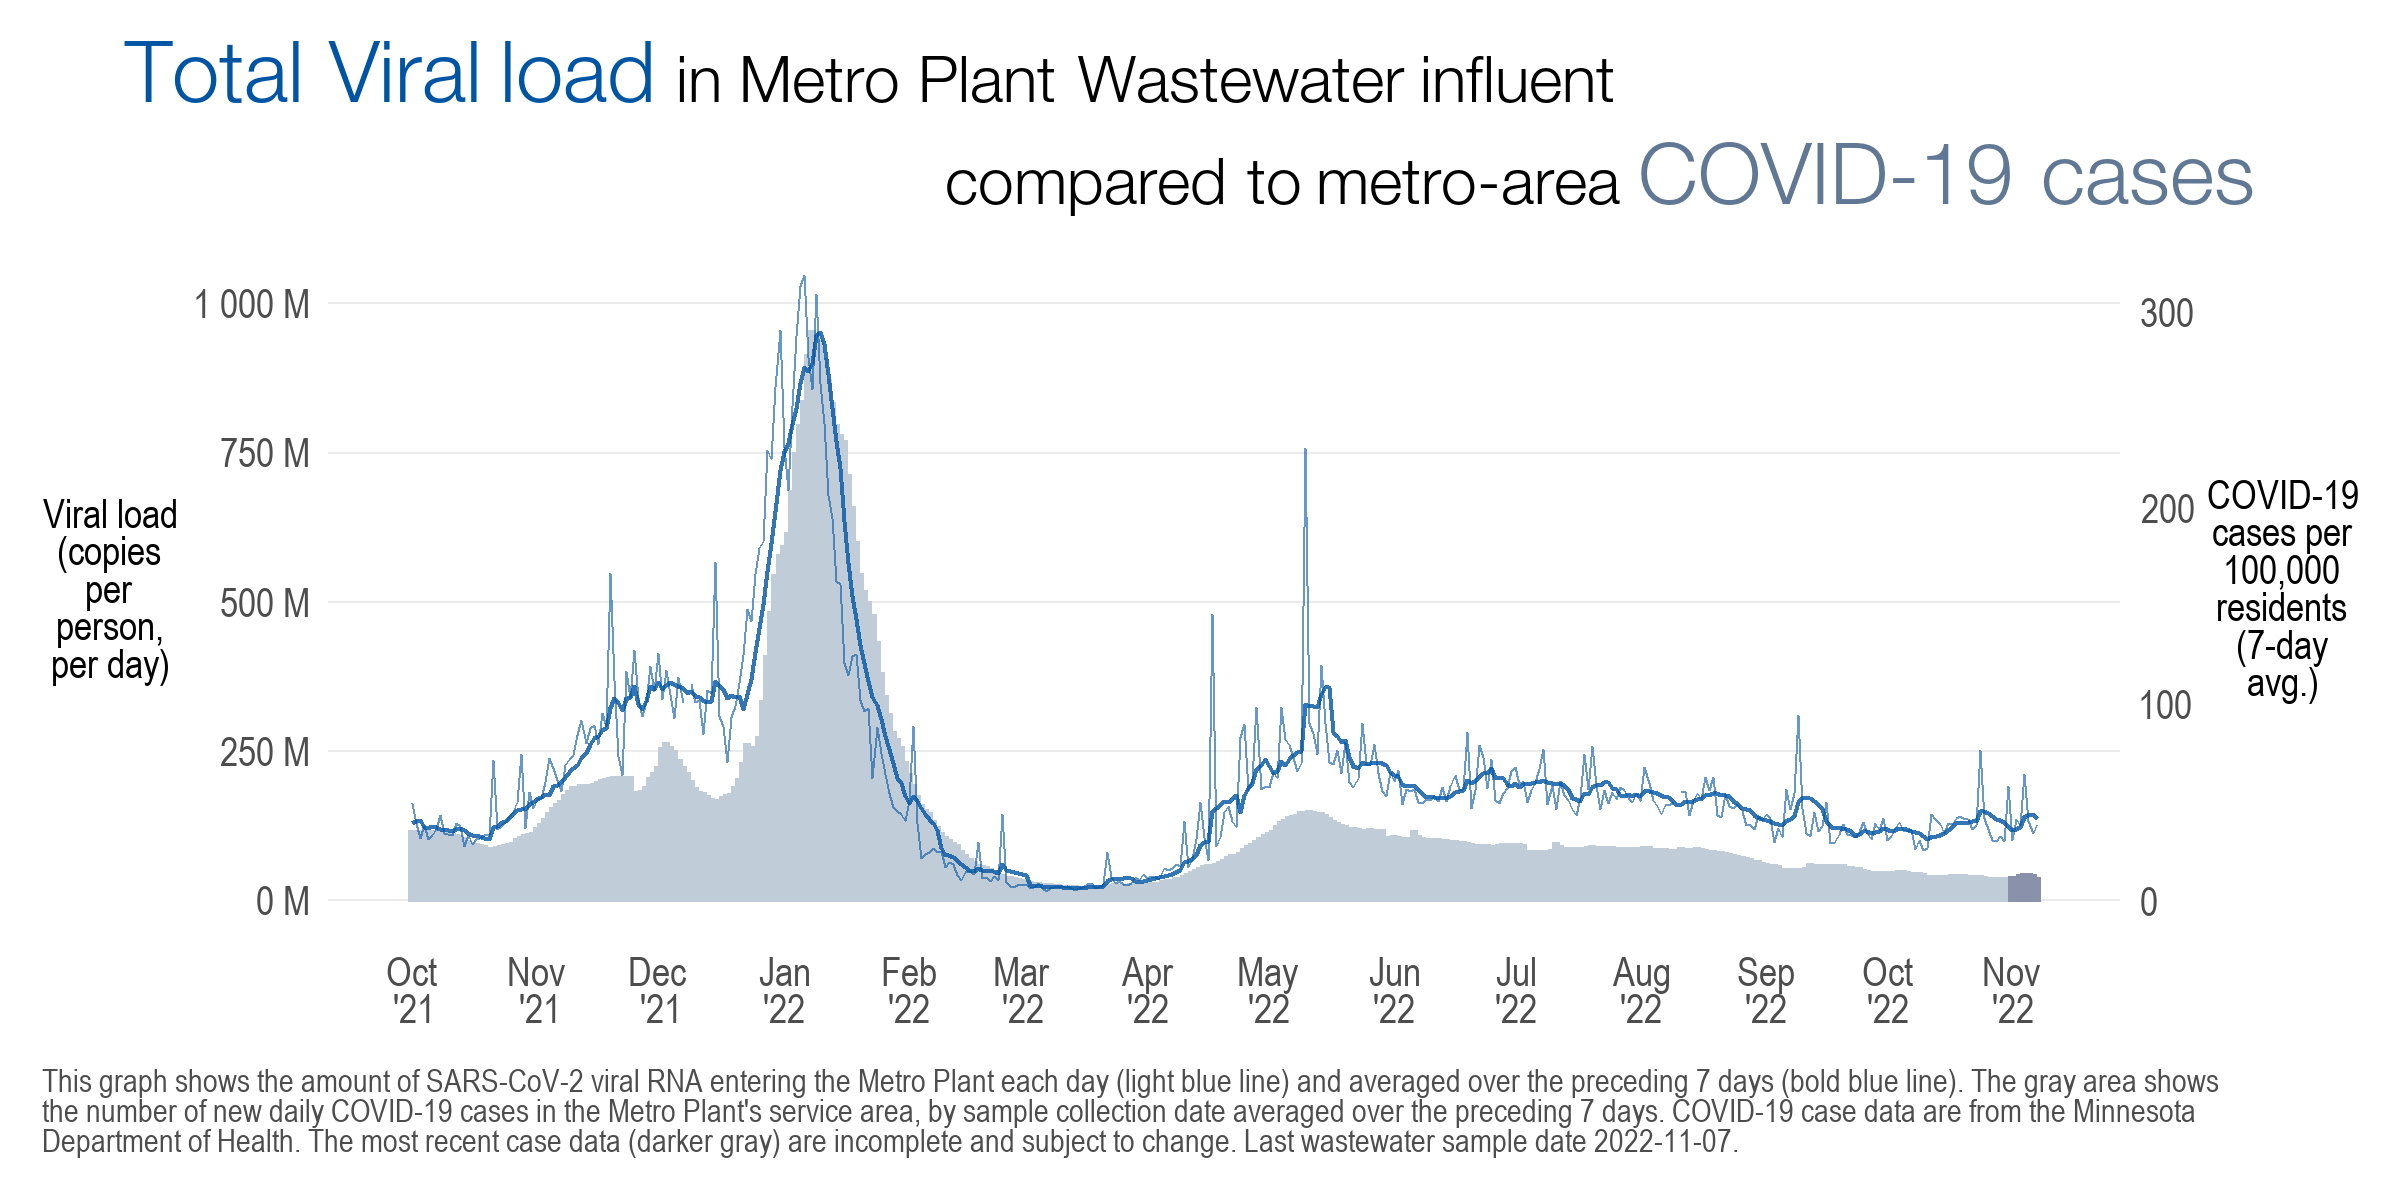 Total Viral load in Metro Plant Wastewater influent
compared to metro-area COVID-19 cases
1 000 M
750 M
500 M
250 M
0 M
Viral load
(copies
per
person,
per day)
300
200
100
0
COVID-19
cases per
100,000
residents
(7-day
avg.)
Oct '21
Nov '21
Dec '21
Jan '22
Feb '22
Mar '22
Apr '22
May '22
Jun '22
Jul '22
Aug '22
Sep '22
Oct '22
Nov '22
This graph shows the amount of SARS-CoV-2 viral RNA entering the Metro Plant each day (light blue line) and averaged over the preceding 7 days (bold blue line). The gray area shows
the number of new daily COVID-19 cases in the Metro Plant's service area, by sample collection date averaged over the preceding 7 days. COVID-19 case data are from the Minnesota
Department of Health. The most recent case data (darker gray) are incomplete and subject to change. Last wastewater sample date 2022-11-07.